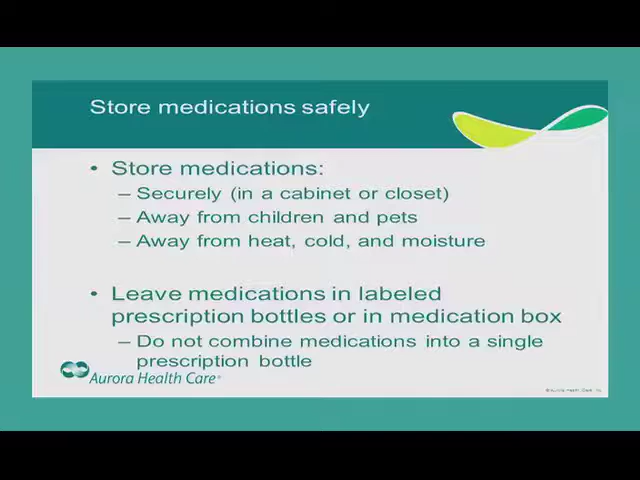 Store medications safely
• Store medications:
– Securely (in a cabinet or closet)
– Away from children and pets
– Away from heat, cold, and moisture
• Leave medications in labeled
prescription bottles or in medication box
– Do not combine medications into a single
prescription bottle
Aurora Health Care